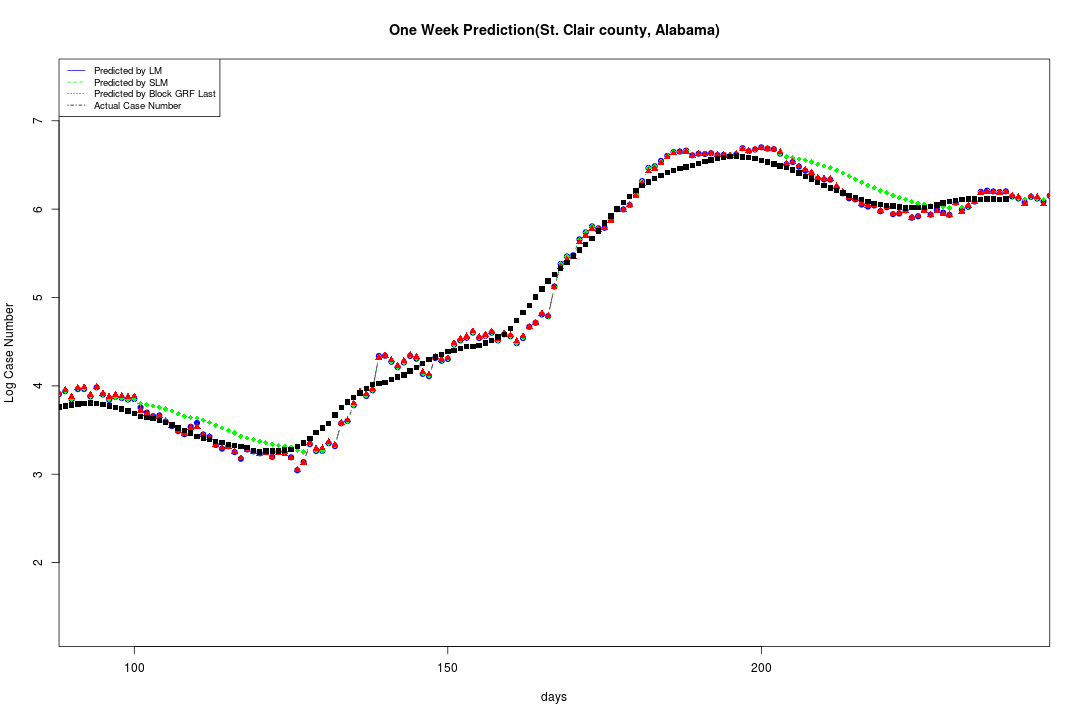 One Week Prediction(St. Clair county, Alabama)
Predicted by LM
Predicted by SLM
Predicted by Block GRF Last
Actual Case Number
7
6
5
4
3
2
Log Case Number
100 150 200
days